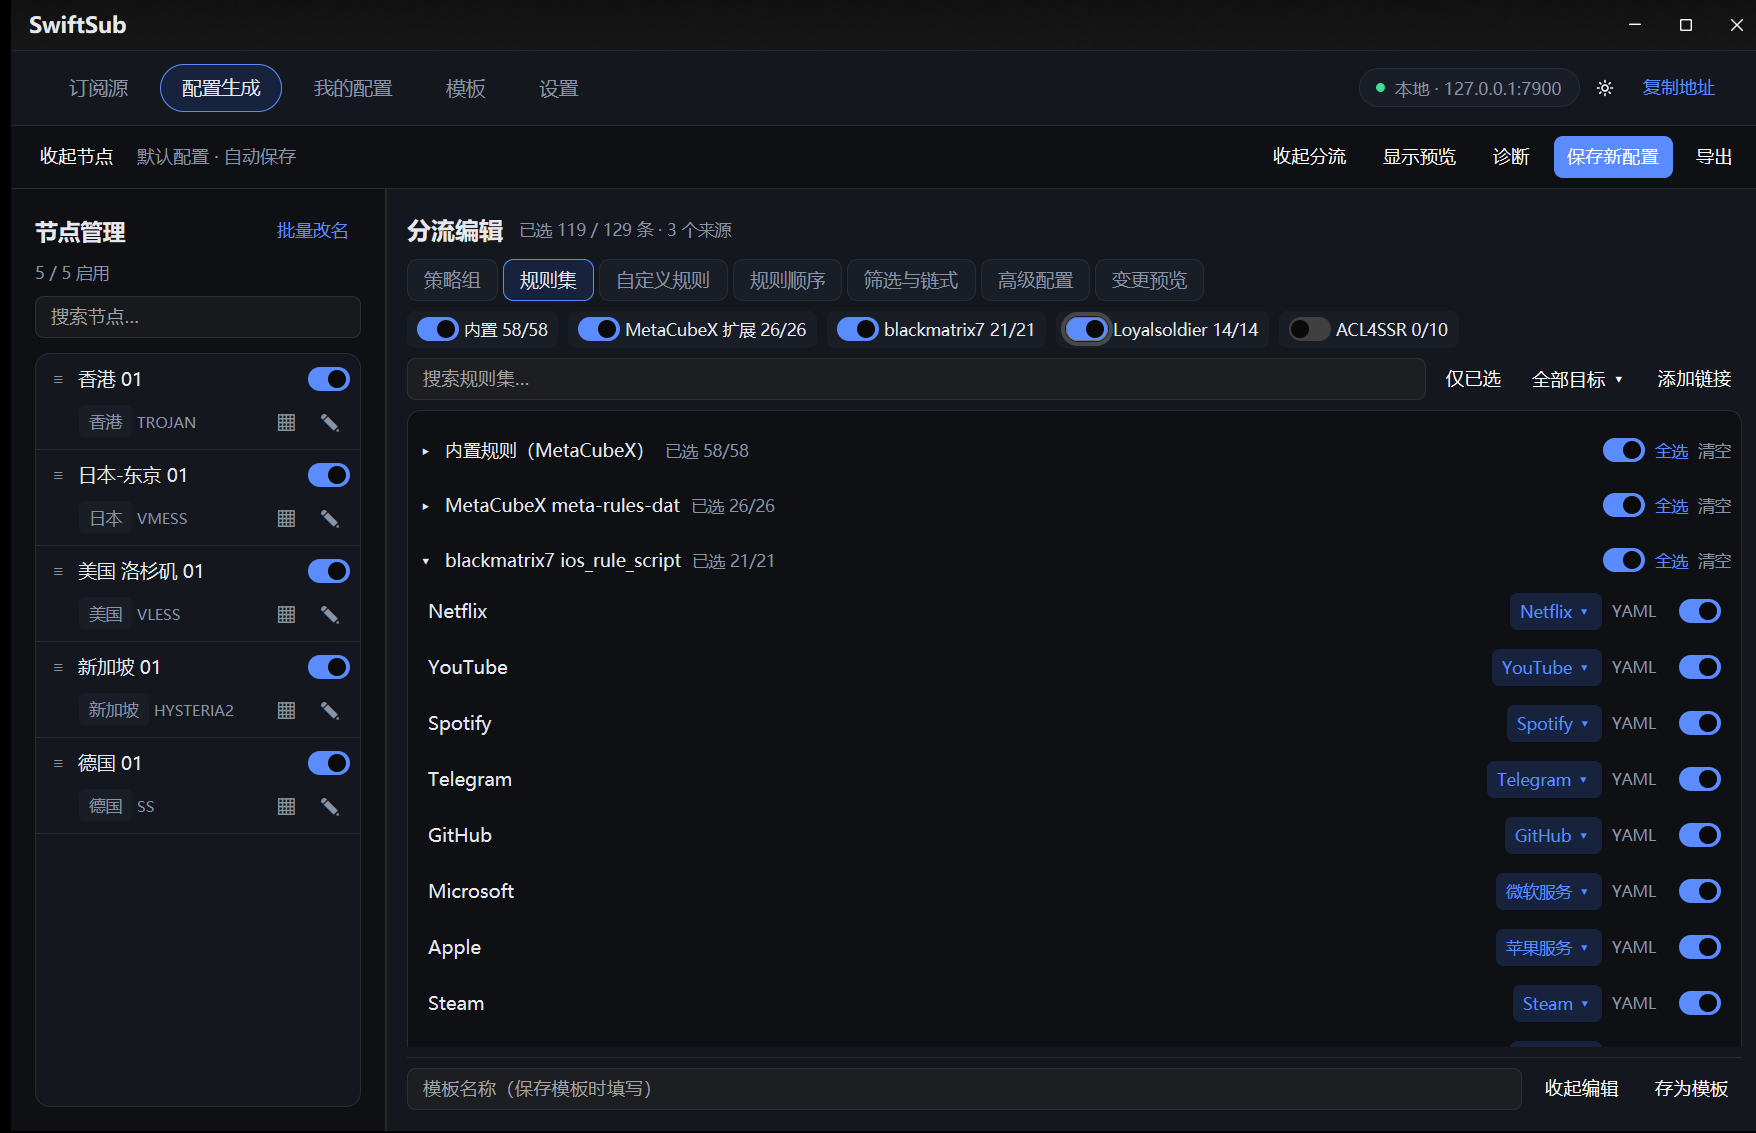 SwiftSub
订阅源 配置生成 我的配置 模板 设置 本地 · 127.0.0.1:7900 复制地址
收起节点 默认配置 · 自动保存 收起分流 显示预览 诊断 保存新配置 导出
节点管理 批量改名
5 / 5 启用
搜索节点...
香港 01
香港 TROJAN
日本-东京 01
日本 VMESS
美国 洛杉矶 01
美国 VLESS
新加坡 01
新加坡 HYSTERIA2
德国 01
德国 SS
分流编辑 已选 119 / 129 条 · 3 个来源
策略组 规则集 自定义规则 规则顺序 筛选与链式 高级配置 变更预览
内置 58/58 MetaCubeX 扩展 26/26 blackmatrix7 21/21 Loyalsoldier 14/14 ACL4SSR 0/10
搜索规则集... 仅已选 全部目标 添加链接
内置规则（MetaCubeX） 已选 58/58 全选 清空
MetaCubeX meta-rules-dat 已选 26/26 全选 清空
blackmatrix7 ios_rule_script 已选 21/21 全选 清空
Netflix Netflix YAML
YouTube YouTube YAML
Spotify Spotify YAML
Telegram Telegram YAML
GitHub GitHub YAML
Microsoft 微软服务 YAML
Apple 苹果服务 YAML
Steam Steam YAML
模板名称（保存模板时填写） 收起编辑 存为模板